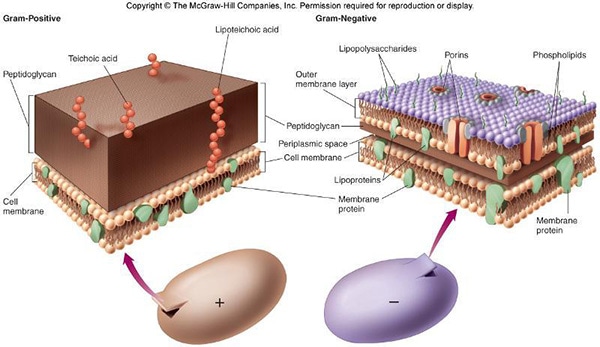 Copyright © The McGraw-Hill Companies, Inc. Permission required for reproduction or display.
Gram-Positive
Gram-Negative
Lipoteichoic acid
Teichoic acid
Peptidoglycan
Cell
membrane
Lipopolysaccharides
Porins
Phospholipids
Outer
membrane layer
Peptidoglycan
Periplasmic space
Cell membrane
Lipoproteins
Membrane
protein
Membrane
protein
+
−